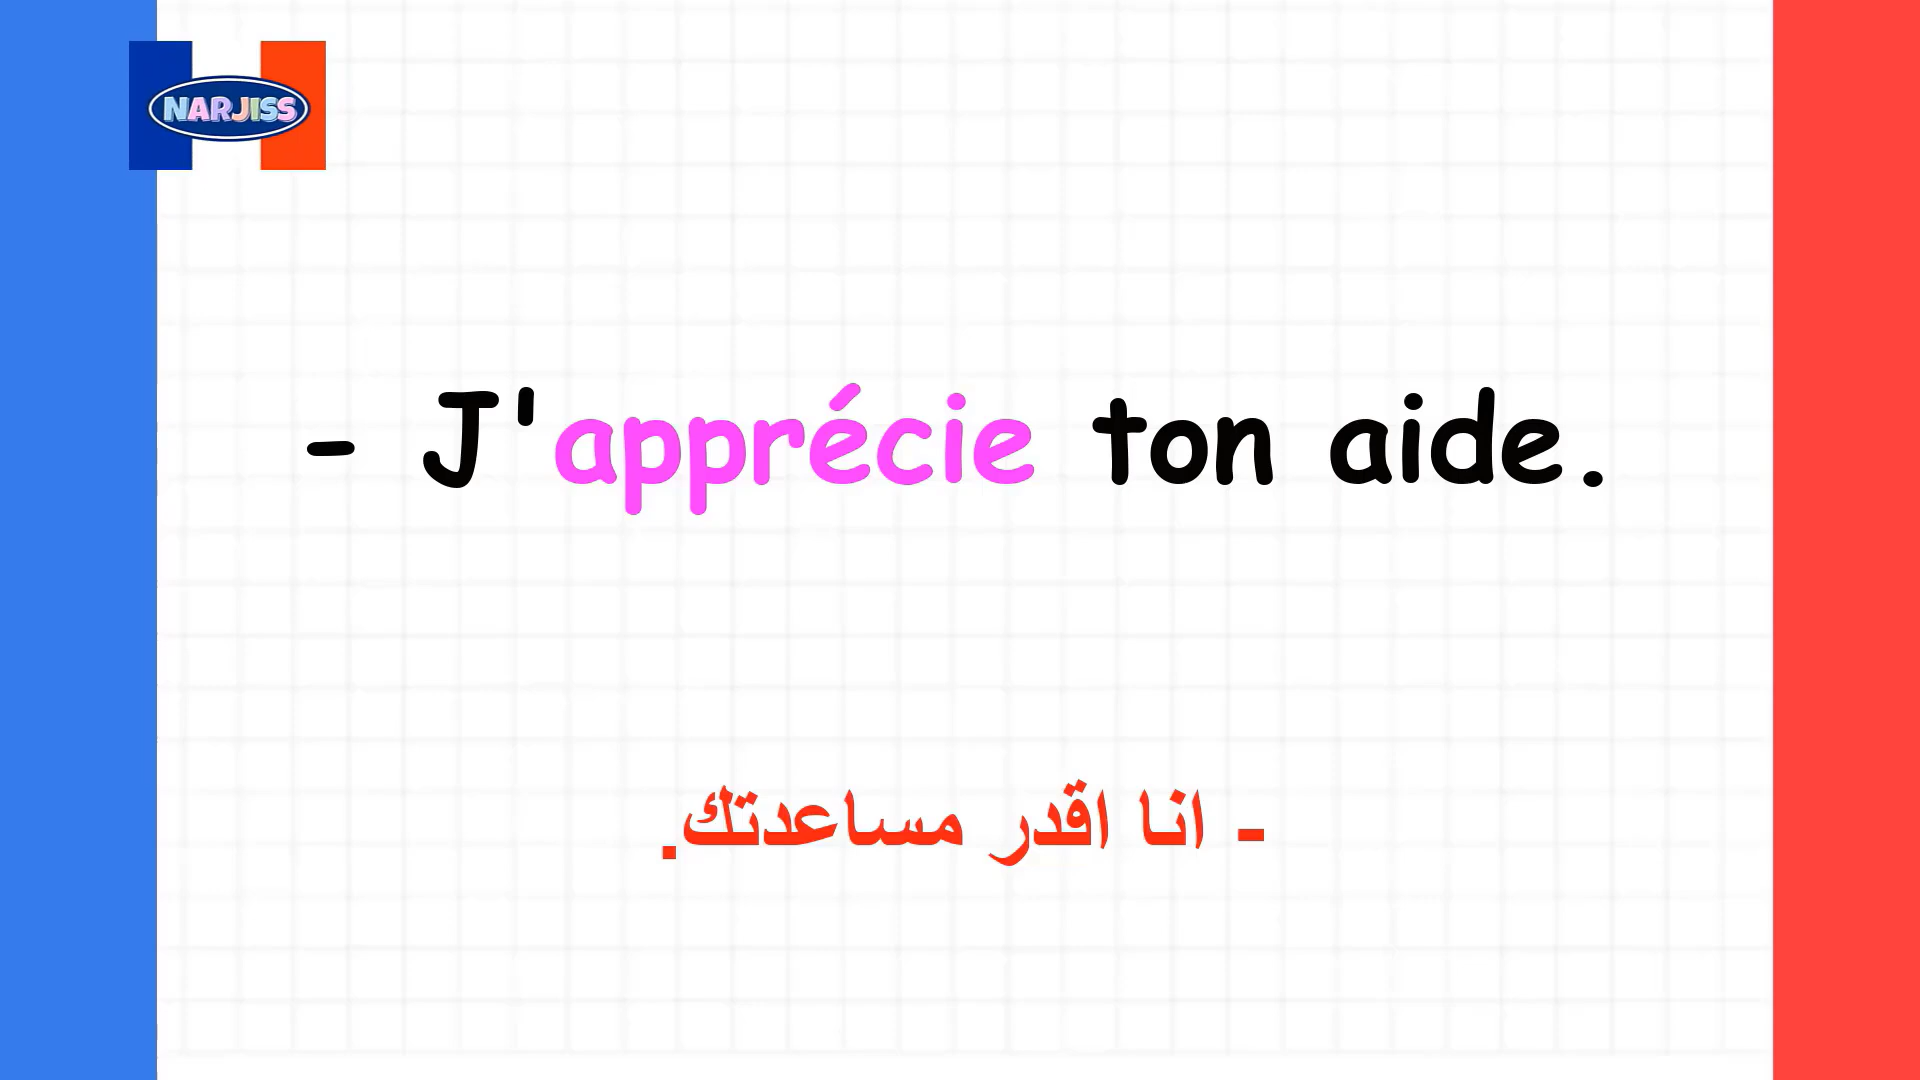 NARJISS
- J'apprécie ton aide.
- انا اقدر مساعدتك.